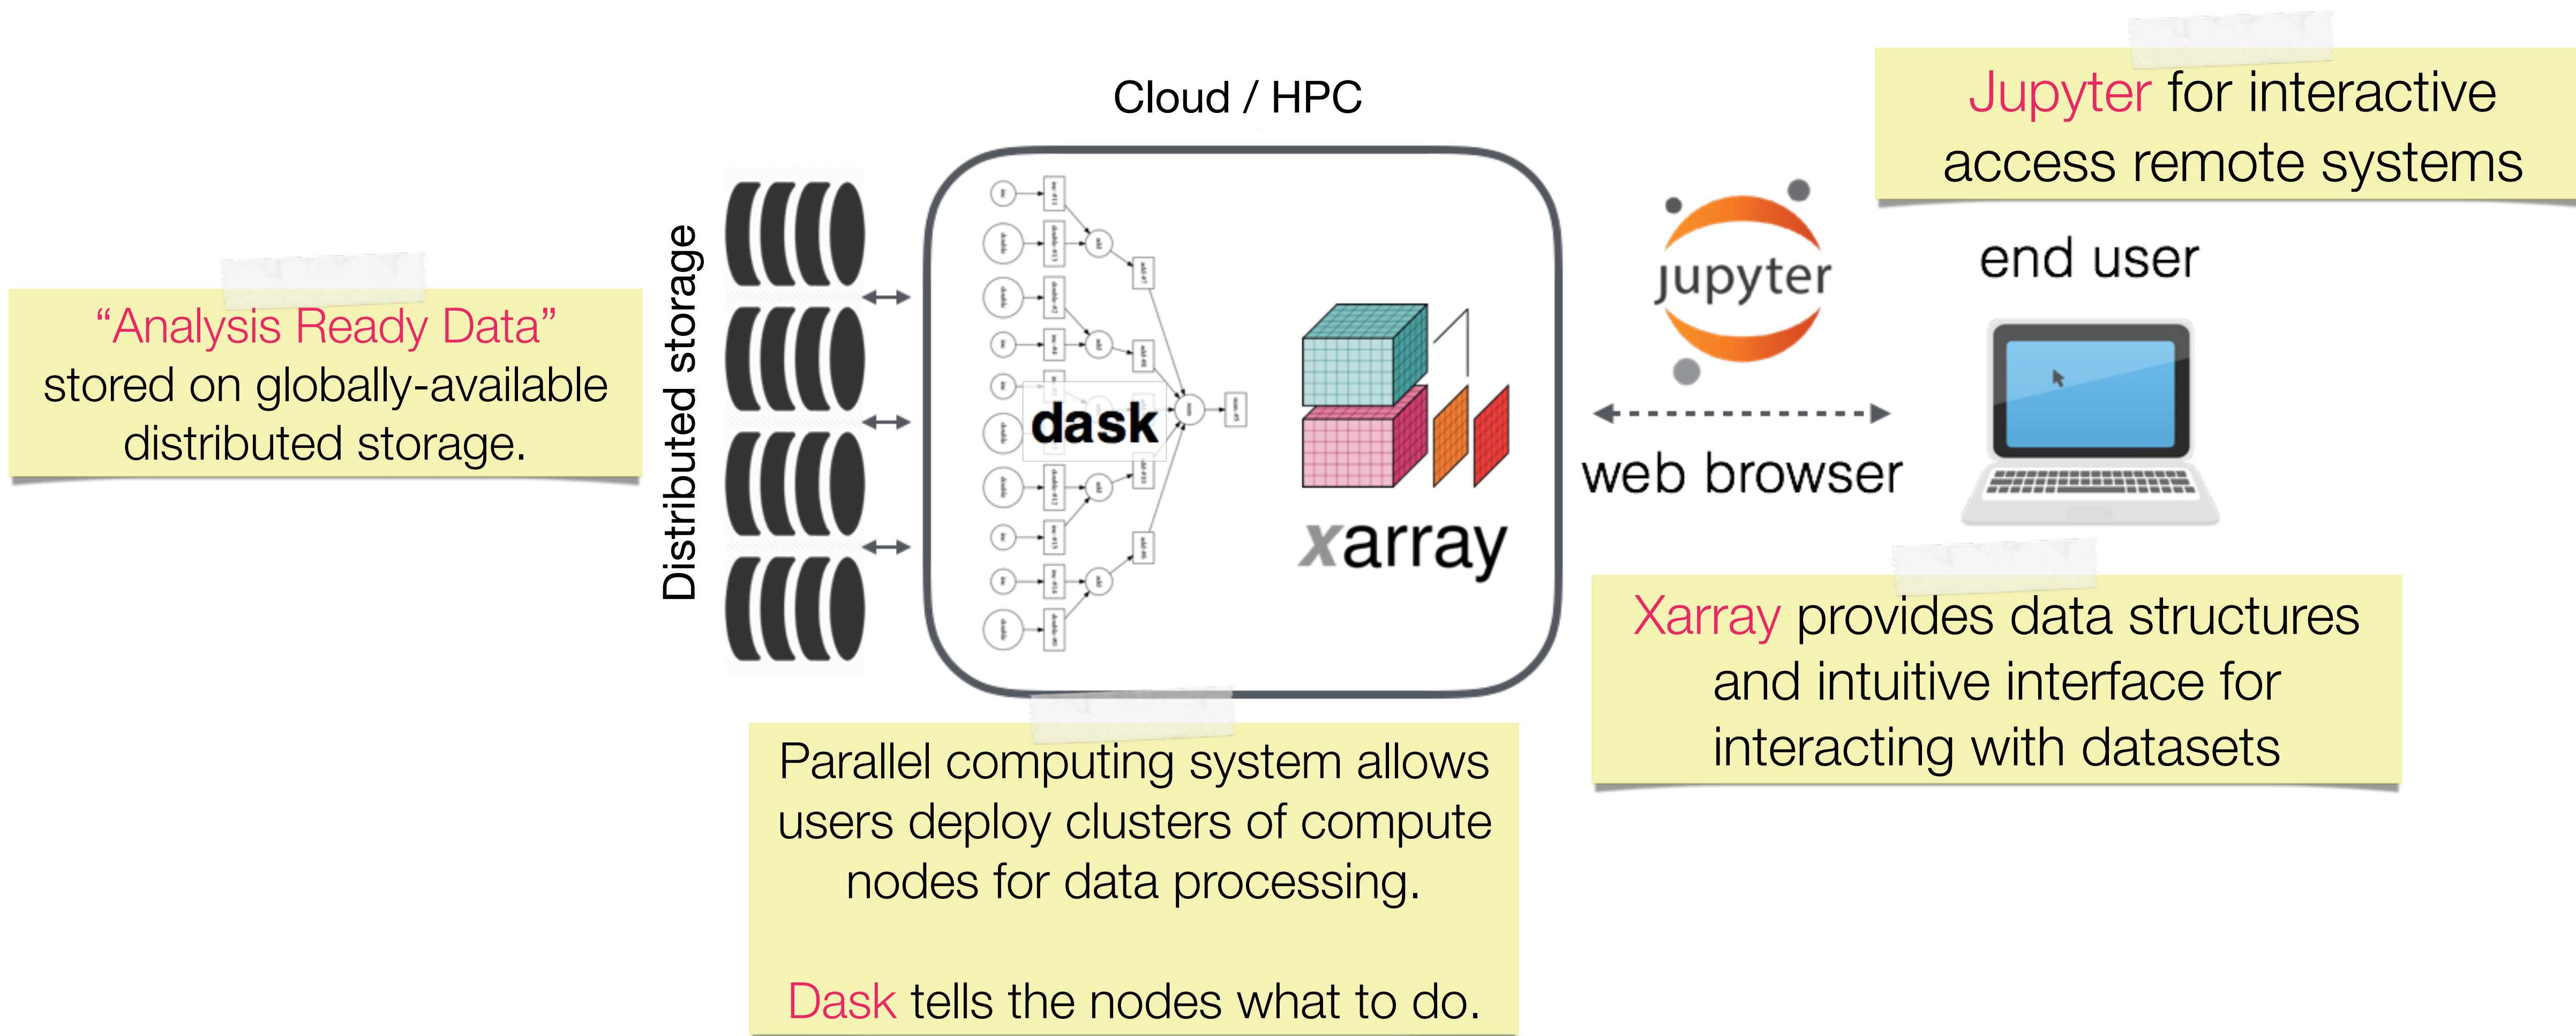 Cloud / HPC
Jupyter for interactive
access remote systems
“Analysis Ready Data”
stored on globally-available
distributed storage.
Distributed storage
dask
xarray
jupyter
end user
web browser
Xarray provides data structures
and intuitive interface for
interacting with datasets
Parallel computing system allows
users deploy clusters of compute
nodes for data processing.
Dask tells the nodes what to do.